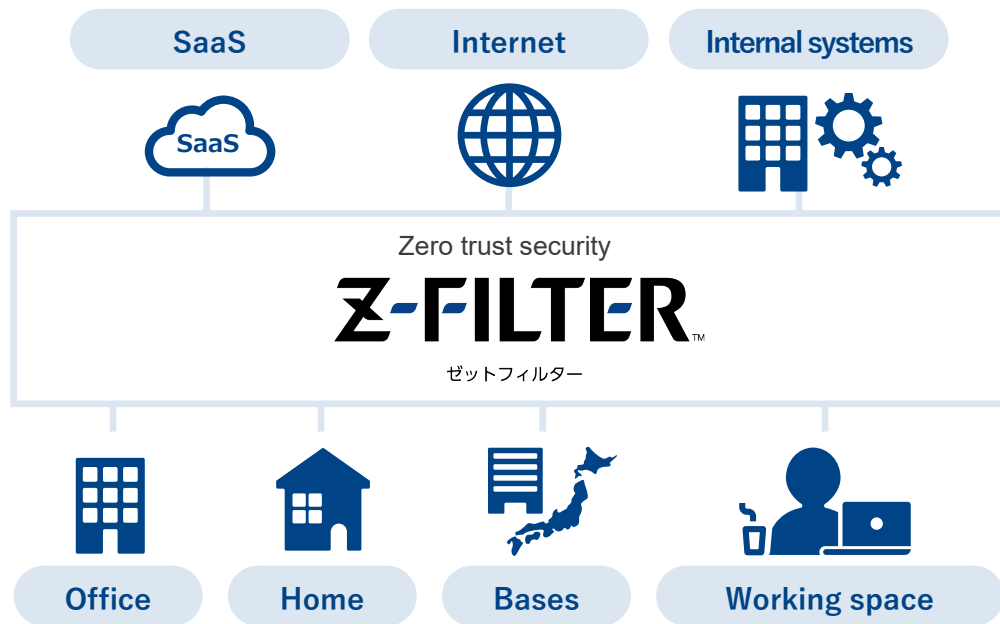 SaaS
Internet
Internal systems
SaaS
Zero trust security
Z-FILTER™
ゼットフィルター
Office
Home
Bases
Working space